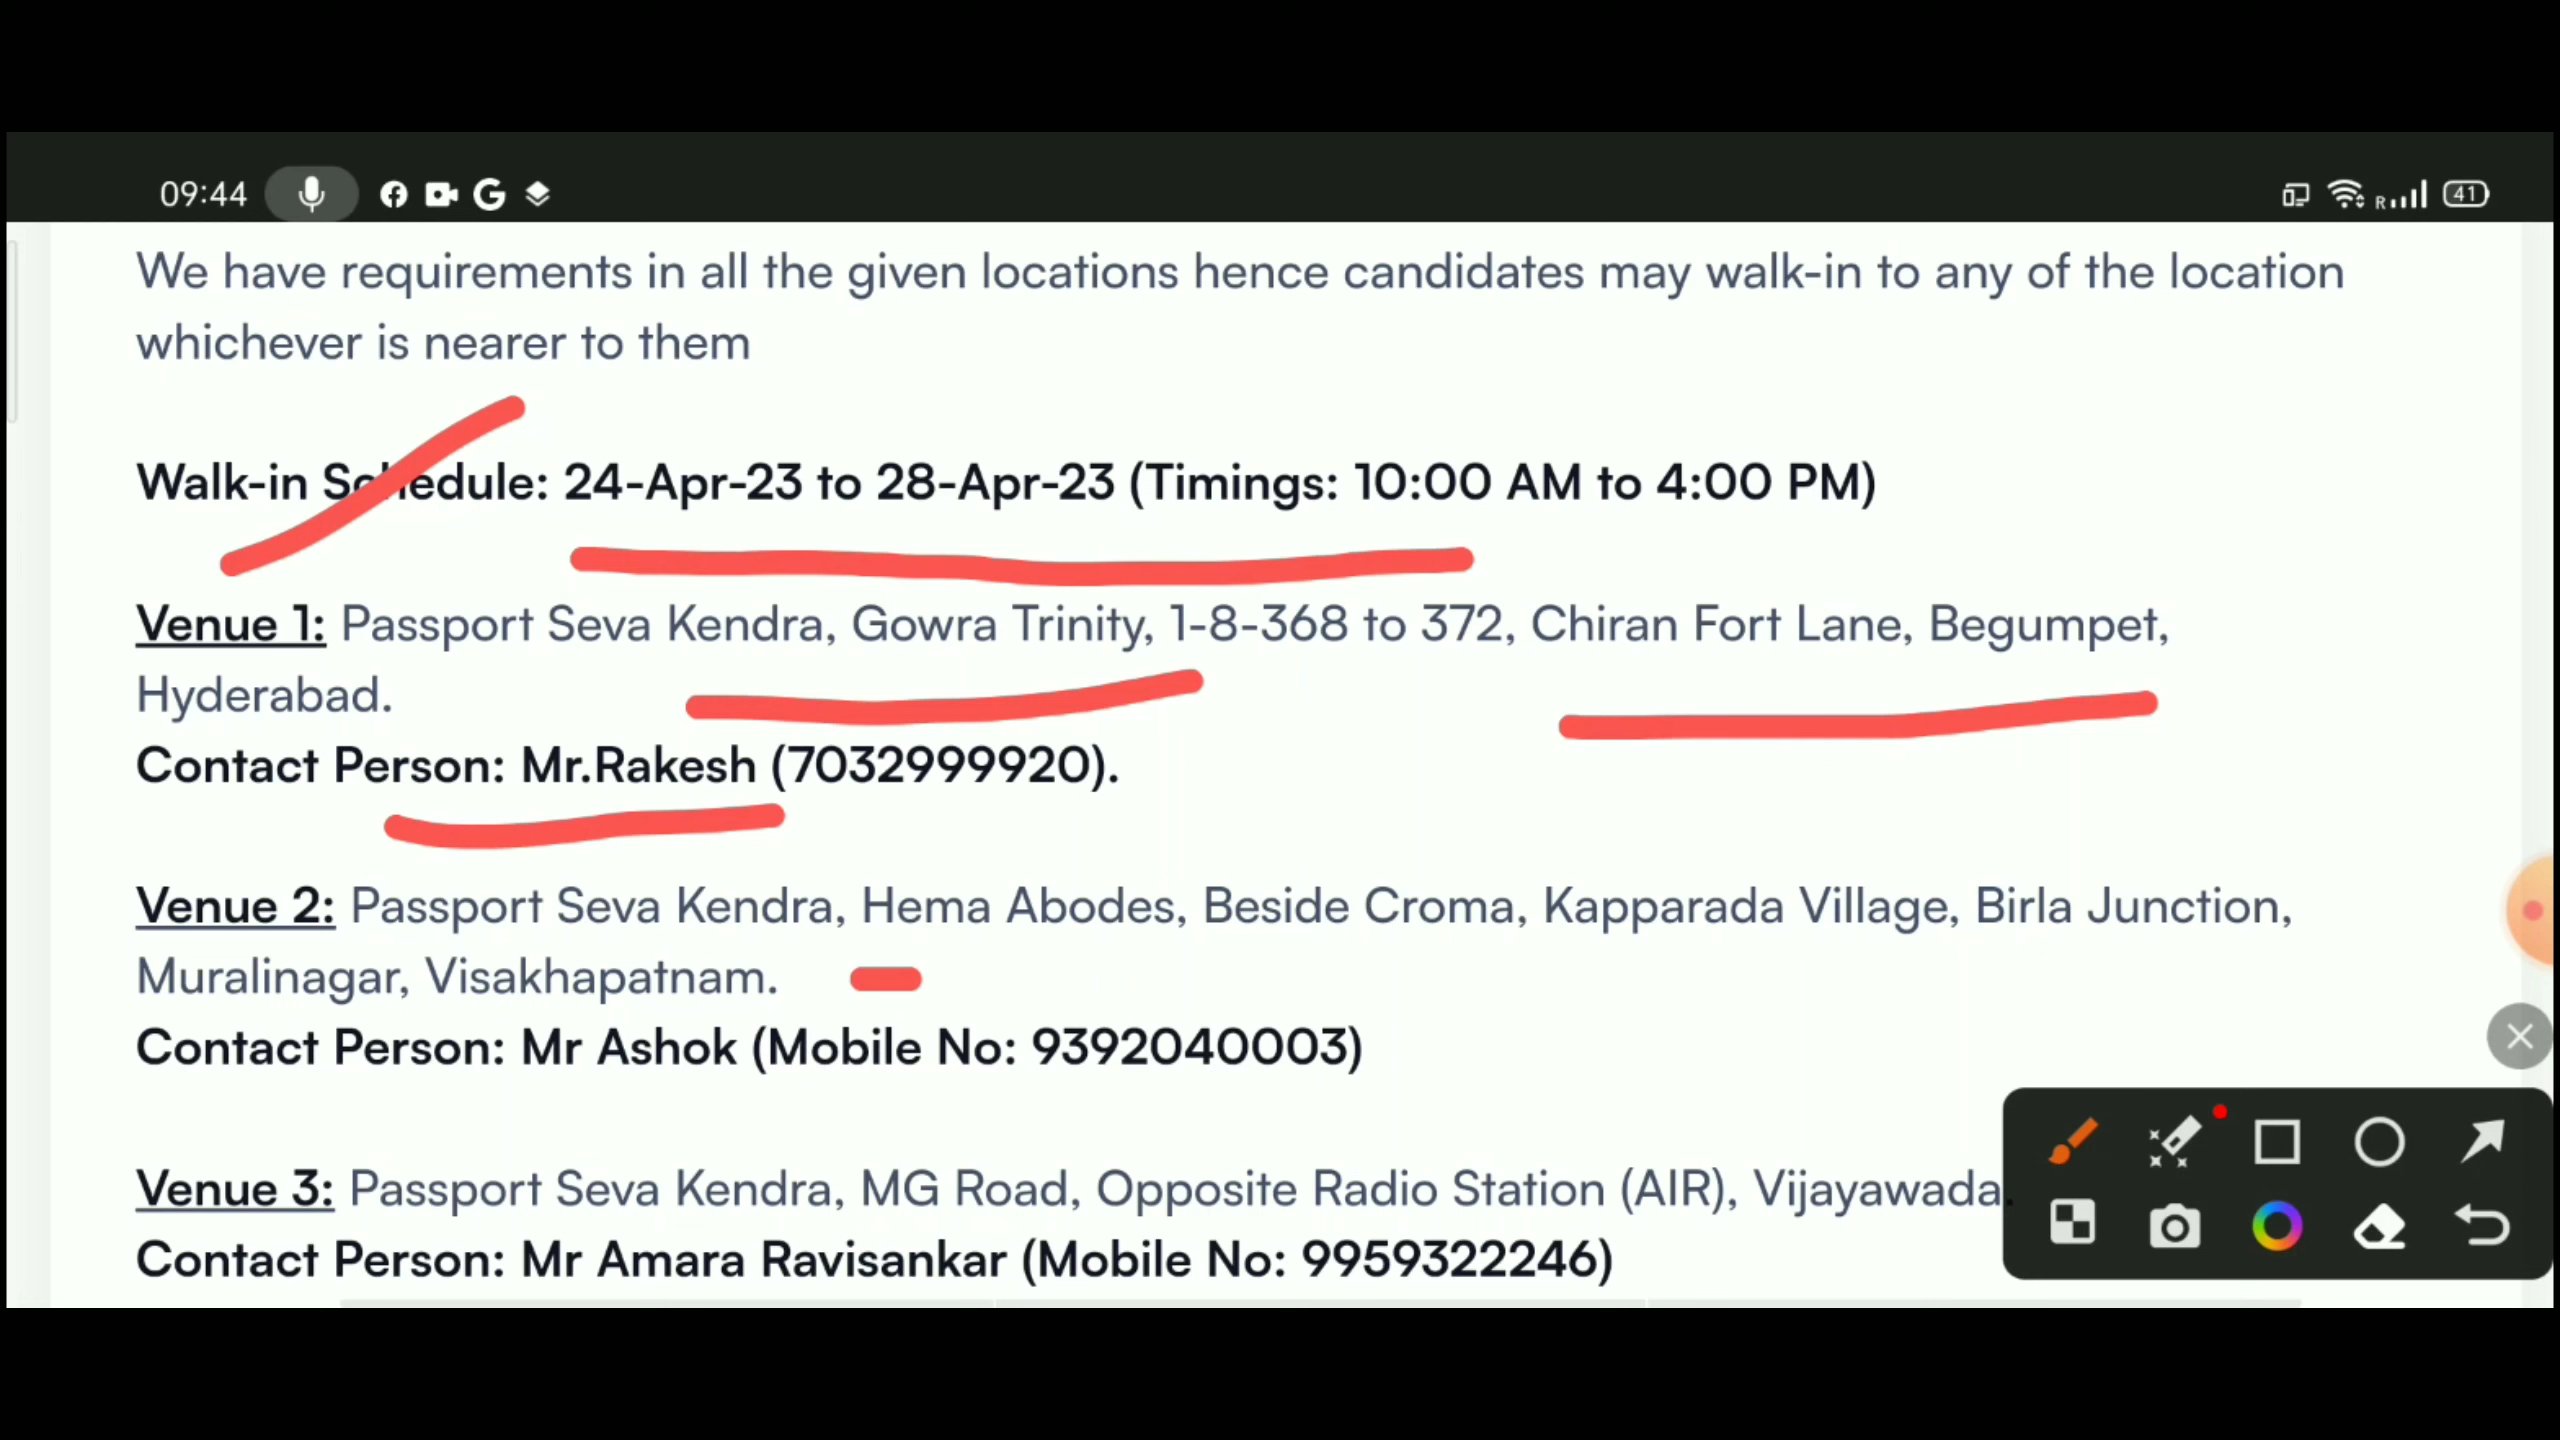 09:44
41
We have requirements in all the given locations hence candidates may walk-in to any of the location
whichever is nearer to them
Walk-in Schedule: 24-Apr-23 to 28-Apr-23 (Timings: 10:00 AM to 4:00 PM)
Venue 1: Passport Seva Kendra, Gowra Trinity, 1-8-368 to 372, Chiran Fort Lane, Begumpet,
Hyderabad.
Contact Person: Mr.Rakesh (7032999920).
Venue 2: Passport Seva Kendra, Hema Abodes, Beside Croma, Kapparada Village, Birla Junction,
Muralinagar, Visakhapatnam.
Contact Person: Mr Ashok (Mobile No: 9392040003)
Venue 3: Passport Seva Kendra, MG Road, Opposite Radio Station (AIR), Vijayawada.
Contact Person: Mr Amara Ravisankar (Mobile No: 9959322246)